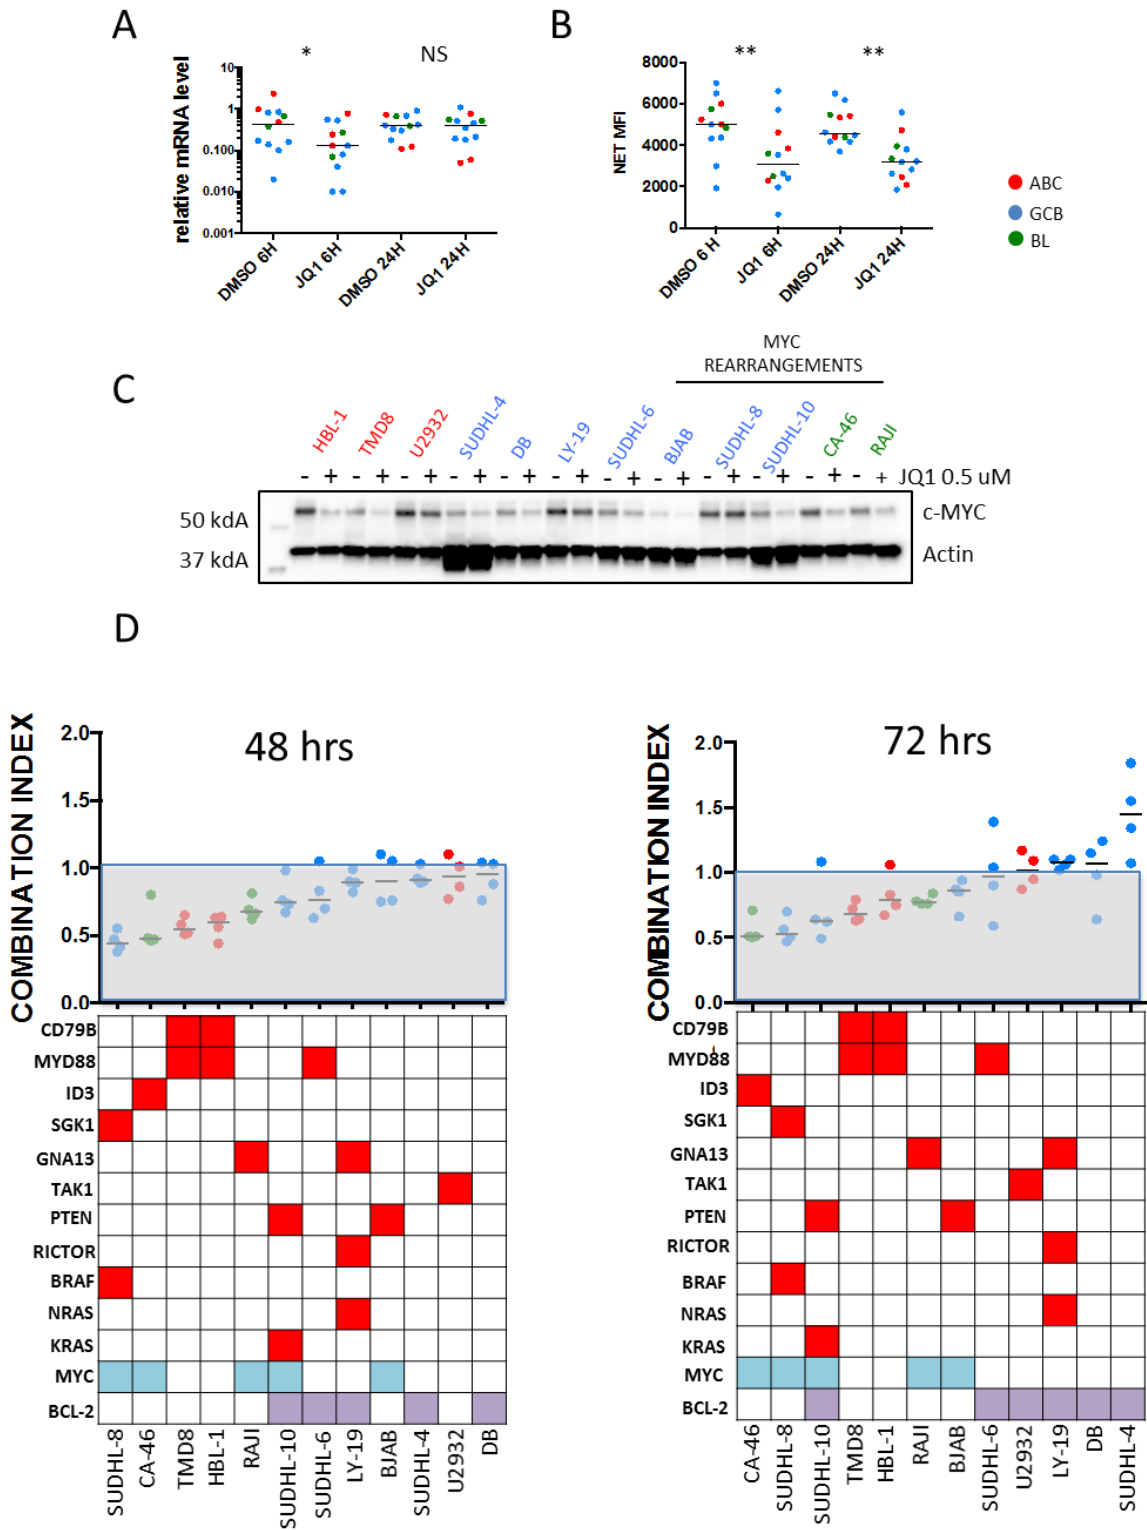 A
B
* NS
** **
relative mRNA level
10
1
0.100
0.010
0.001
DMSO 6H
JQ1 6H
DMSO 24H
JQ1 24H
NET MFI
8000
6000
4000
2000
0
DMSO 6 H
JQ1 6H
DMSO 24H
JQ1 24H
ABC
GCB
BL
MYC
REARRANGEMENTS
C
HBL-1
TMD8
U2932
SUDHL-4
DB
LY-19
SUDHL-6
BJAB
SUDHL-8
SUDHL-10
CA-46
RAJI
- + - + - + - + - + - + - + - + - + - + - + - + JQ1 0.5 uM
50 kdA
c-MYC
37 kdA
Actin
D
48 hrs
COMBINATION INDEX
2.0
1.5
1.0
0.5
0.0
CD79B
MYD88
ID3
SGK1
GNA13
TAK1
PTEN
RICTOR
BRAF
NRAS
KRAS
MYC
BCL-2
SUDHL-8
CA-46
TMD8
HBL-1
RAJI
SUDHL-10
SUDHL-6
LY-19
BJAB
SUDHL-4
U2932
DB
72 hrs
COMBINATION INDEX
2.0
1.5
1.0
0.5
0.0
CD79B
MYD88
ID3
SGK1
GNA13
TAK1
PTEN
RICTOR
BRAF
NRAS
KRAS
MYC
BCL-2
CA-46
SUDHL-8
SUDHL-10
TMD8
HBL-1
RAJI
BJAB
SUDHL-6
U2932
LY-19
DB
SUDHL-4